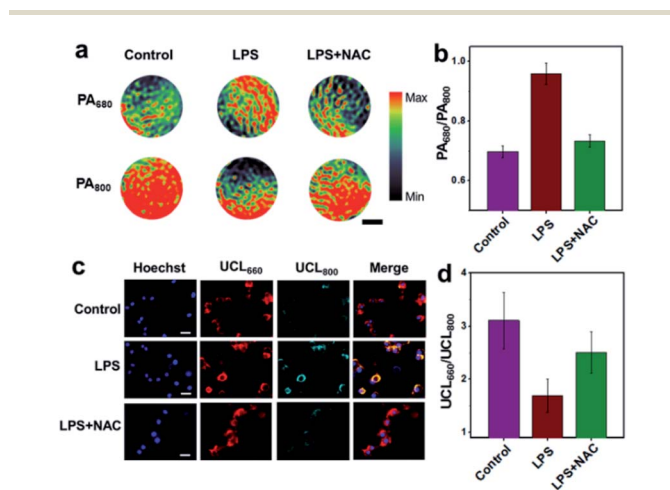 a
Control LPS LPS+NAC
PA680
PA800
Max
Min
b
PA680/PA800
1.0
0.8
0.6
Control LPS LPS+NAC
c
Hoechst UCL660 UCL800 Merge
Control
LPS
LPS+NAC
d
UCL660/UCL800
4
3
2
1
Control LPS LPS+NAC